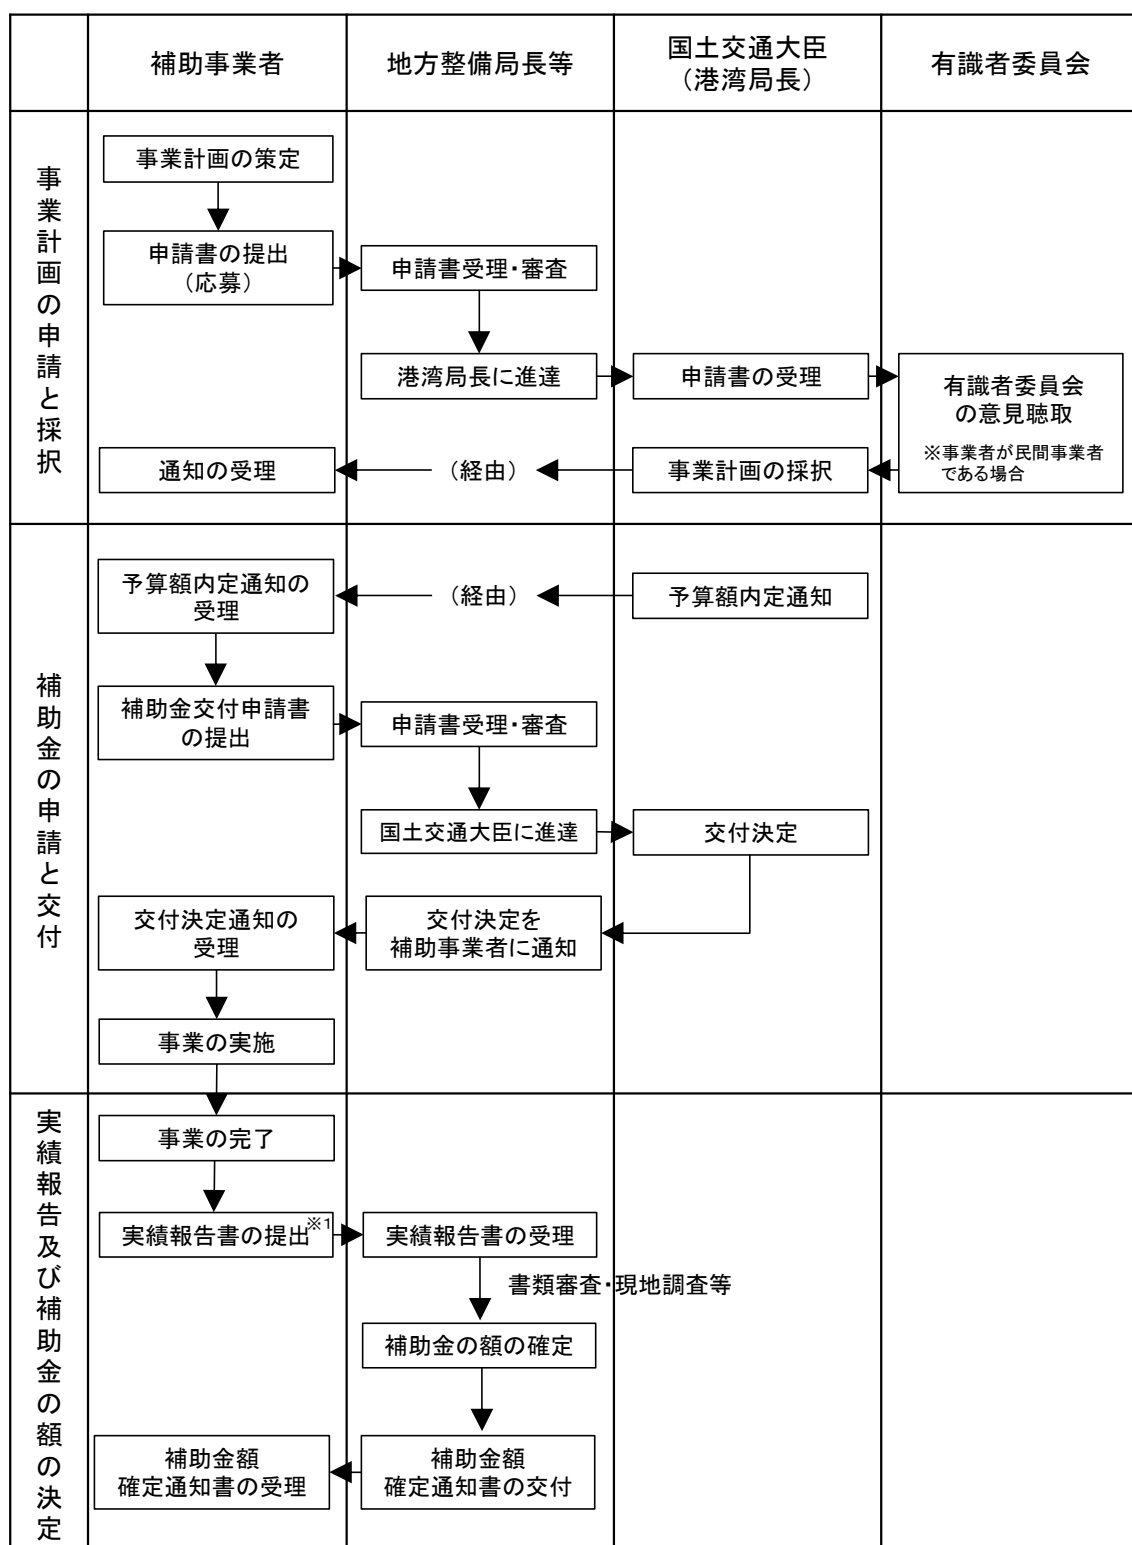 補助事業者
地方整備局長等
国土交通大臣
（港湾局長）
有識者委員会
事業計画の申請と採択
事業計画の策定
申請書の提出
（応募）
申請書受理・審査
港湾局長に進達
申請書の受理
有識者委員会
の意見聴取
※事業者が民間事業者
である場合
通知の受理
（経由）
事業計画の採択
補助金の申請と交付
予算額内定通知の
受理
（経由）
予算額内定通知
補助金交付申請書
の提出
申請書受理・審査
国土交通大臣に進達
交付決定
交付決定通知の
受理
交付決定を
補助事業者に通知
事業の実施
実績報告及び補助金の額の決定
事業の完了
実績報告書の提出※1
実績報告書の受理
書類審査・現地調査等
補助金の額の確定
補助金額
確定通知書の受理
補助金額
確定通知書の交付